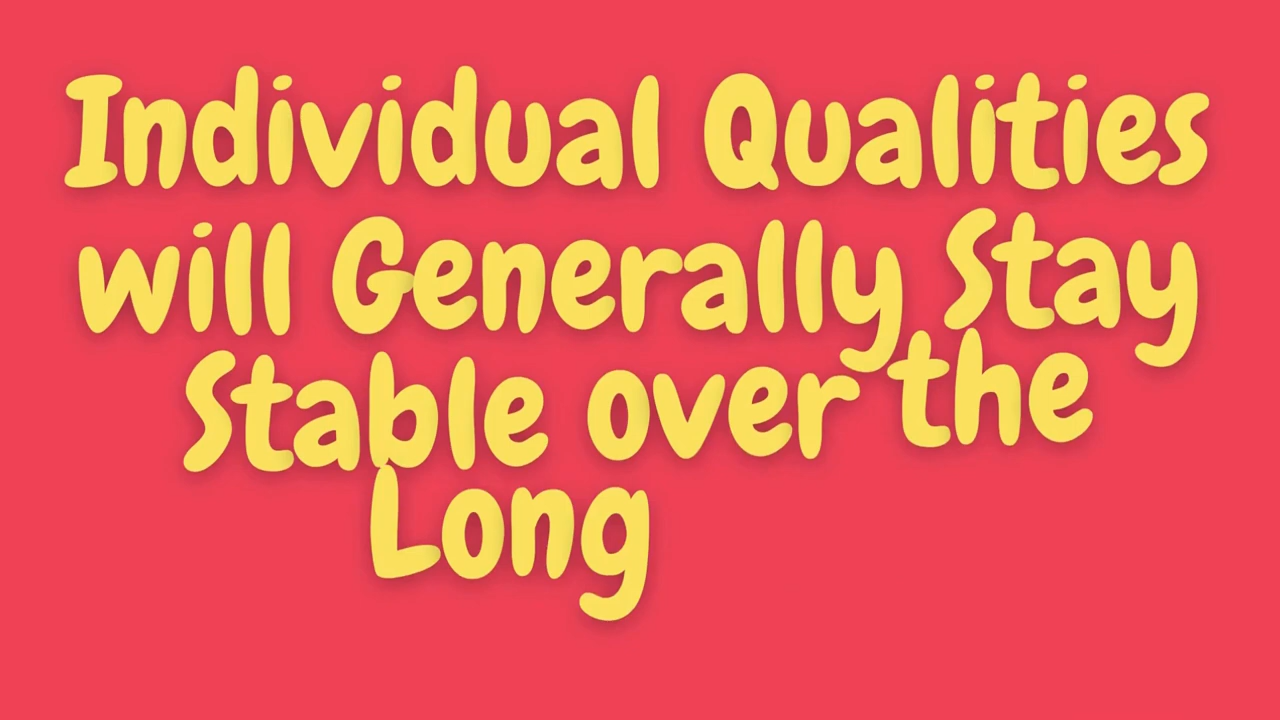 Individual Qualities
will Generally Stay
Stable over the
Long